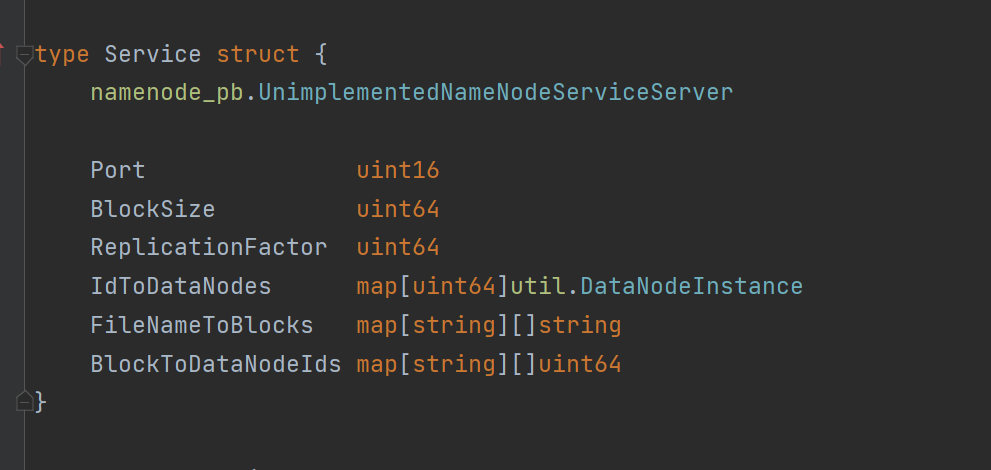 type Service struct {
    namenode_pb.UnimplementedNameNodeServiceServer

    Port              uint16
    BlockSize         uint64
    ReplicationFactor uint64
    IdToDataNodes     map[uint64]util.DataNodeInstance
    FileNameToBlocks  map[string][]string
    BlockToDataNodeIds map[string][]uint64
}